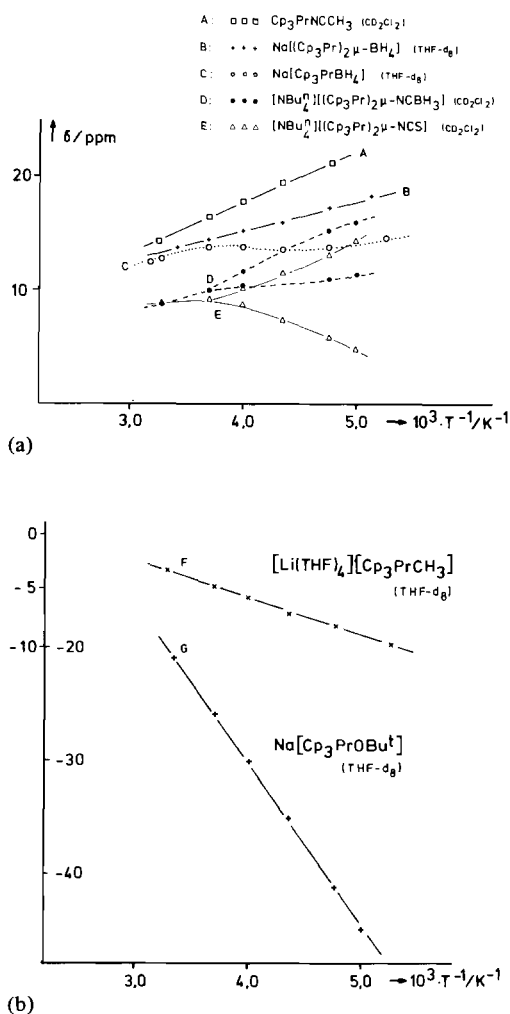 A: □□□ Cp₃PrNCCH₃ (CD₂Cl₂)
B: +++ Na[(Cp₃Pr)₂μ-BH₄] (THF-d₈)
C: ○○○ Na[Cp₃PrBH₄] (THF-d₈)
D: ●●● [NBu₄ⁿ][(Cp₃Pr)₂μ-NCBH₃] (CD₂Cl₂)
E: △△△ [NBu₄ⁿ][(Cp₃Pr)₂μ-NCS] (CD₂Cl₂)
↑ δ/ppm
A
20
B
C
D
10
E
3,0 4,0 5,0 → 10³·T⁻¹/K⁻¹
(a)
0
F
[Li(THF)₄][Cp₃PrCH₃]
(THF-d₈)
-5
-10 -20
G
Na[Cp₃PrOBuᵗ]
(THF-d₈)
-30
-40
3,0 4,0 5,0 → 10³·T⁻¹/K⁻¹
(b)